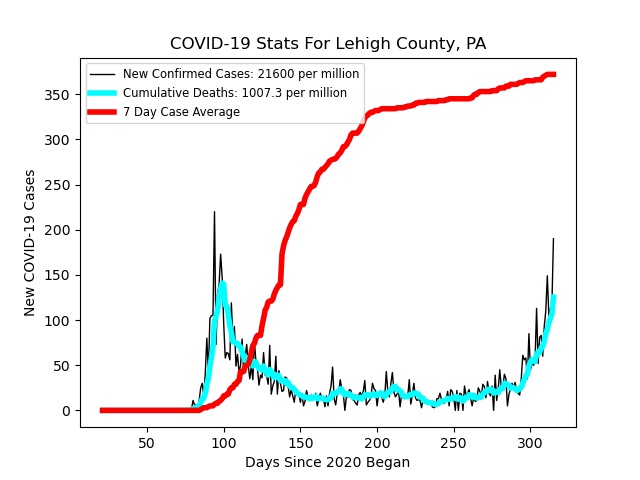 COVID-19 Stats For Lehigh County, PA
New Confirmed Cases: 21600 per million
Cumulative Deaths: 1007.3 per million
7 Day Case Average
New COVID-19 Cases
350
300
250
200
150
100
50
0
50
100
150
200
250
300
Days Since 2020 Began